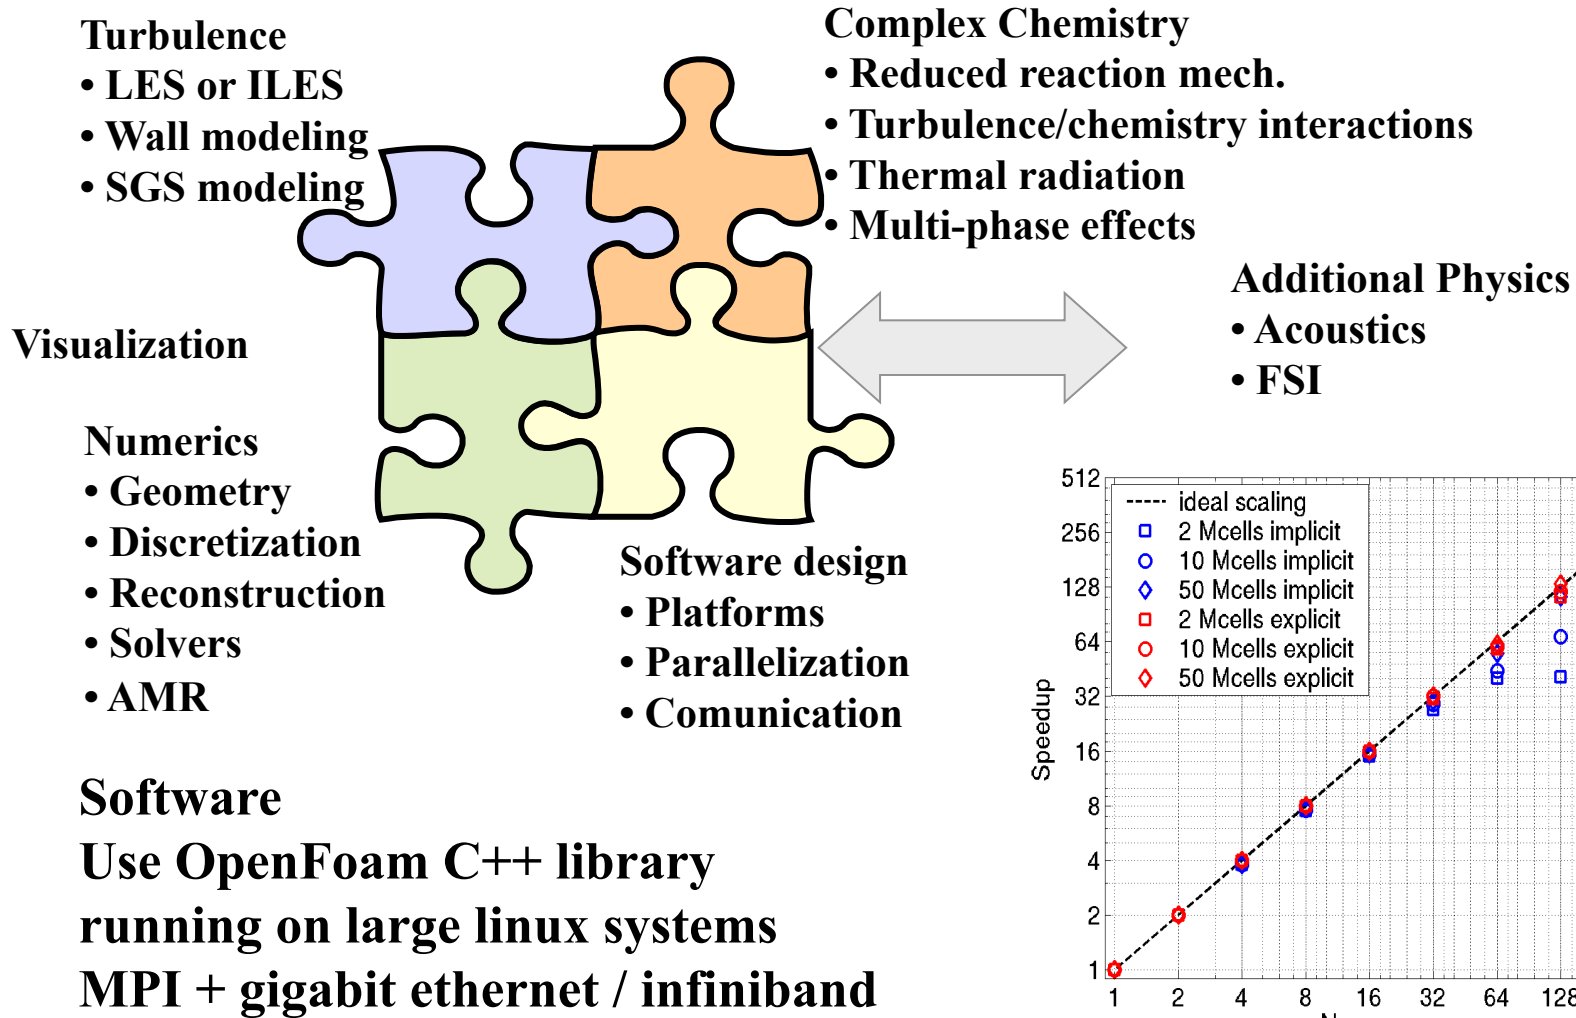 Turbulence
• LES or ILES
• Wall modeling
• SGS modeling
Complex Chemistry
• Reduced reaction mech.
• Turbulence/chemistry interactions
• Thermal radiation
• Multi-phase effects
Additional Physics
• Acoustics
• FSI
Visualization
Numerics
• Geometry
• Discretization
• Reconstruction
• Solvers
• AMR
Software design
• Platforms
• Parallelization
• Comunication
Software
Use OpenFoam C++ library
running on large linux systems
MPI + gigabit ethernet / infiniband
ideal scaling
2 Mcells implicit
10 Mcells implicit
50 Mcells implicit
2 Mcells explicit
10 Mcells explicit
50 Mcells explicit
Speedup
512
256
128
64
32
16
8
4
2
1
1 2 4 8 16 32 64 128